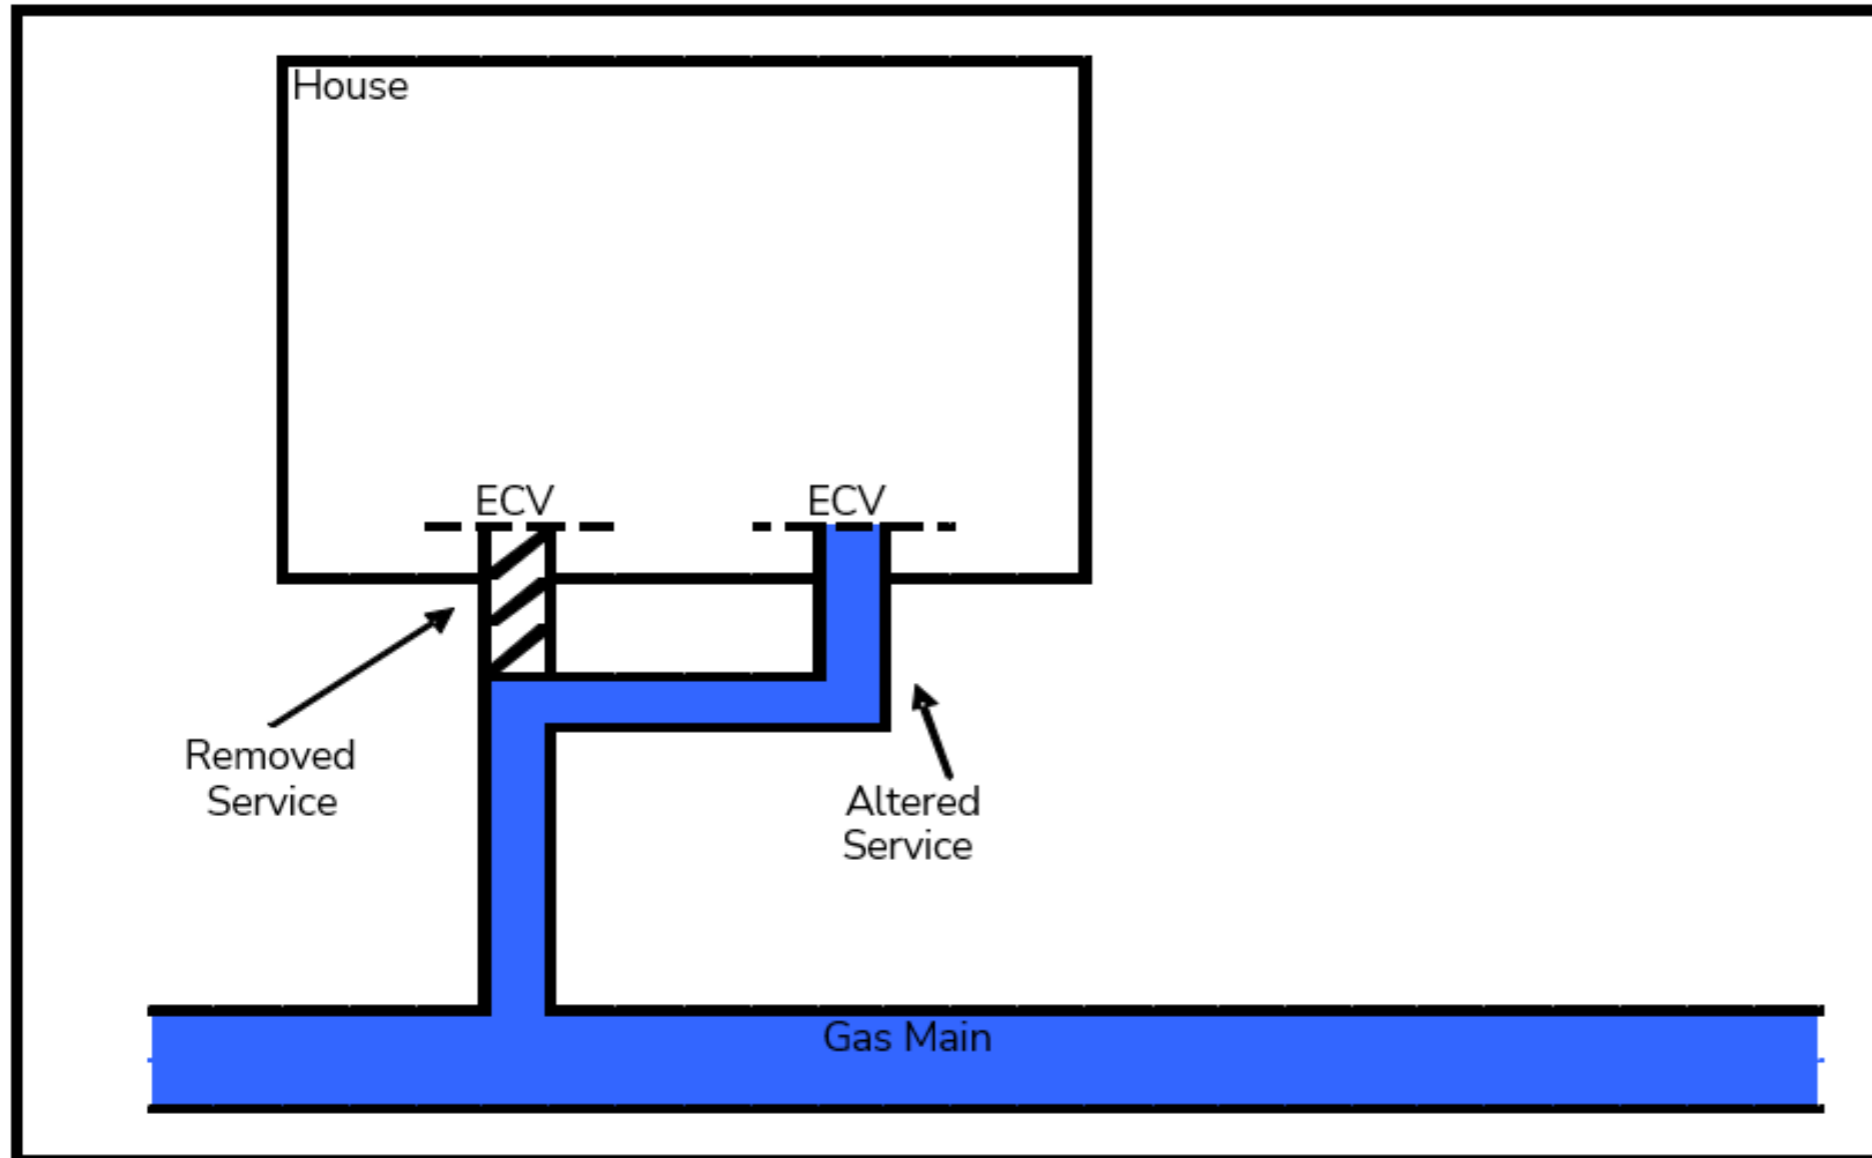 House
ECV
ECV
Removed
Service
Altered
Service
Gas Main